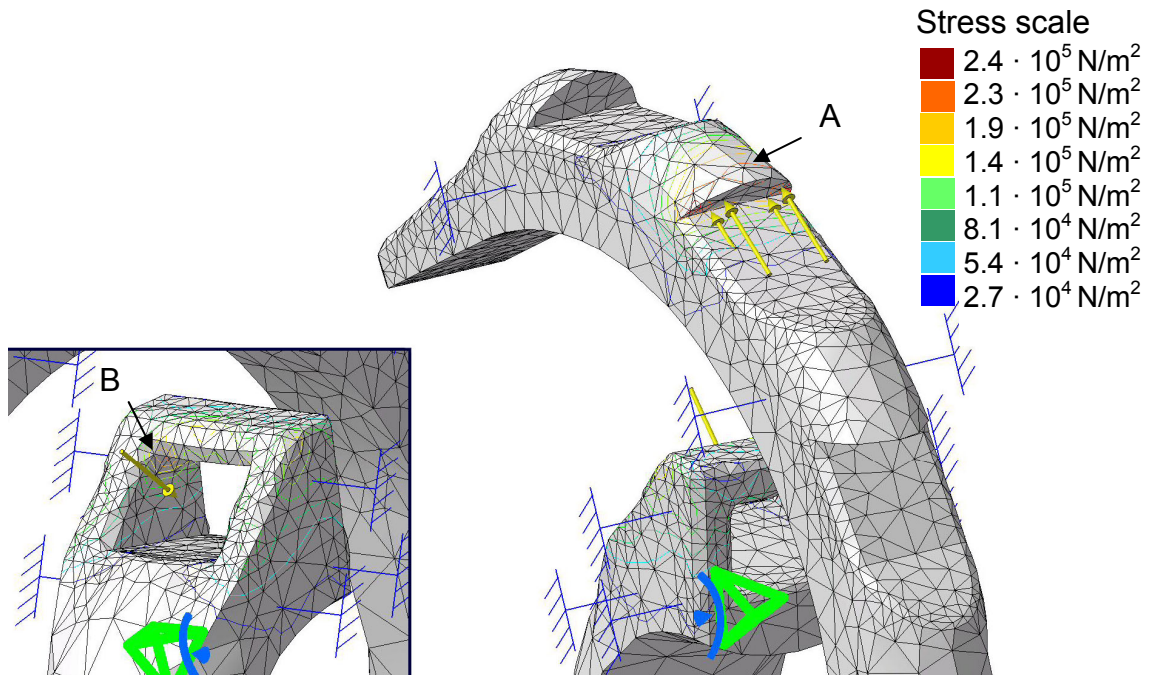 Stress scale
2.4 · 10⁵ N/m²
2.3 · 10⁵ N/m²
1.9 · 10⁵ N/m²
1.4 · 10⁵ N/m²
1.1 · 10⁵ N/m²
8.1 · 10⁴ N/m²
5.4 · 10⁴ N/m²
2.7 · 10⁴ N/m²
A
B